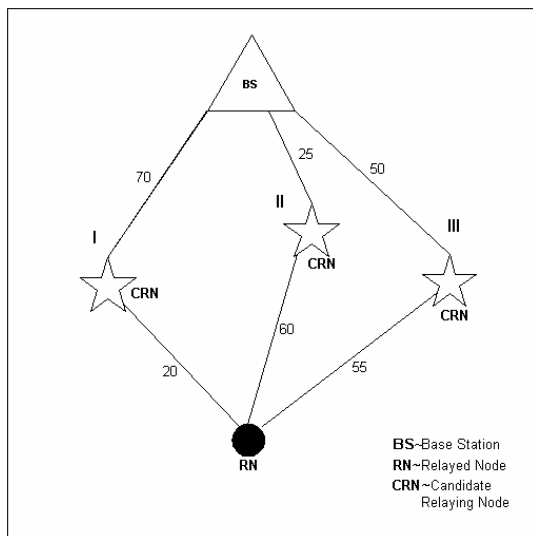 BS
70
25
50
I
II
III
CRN
CRN
CRN
20
60
55
RN
BS~Base Station
RN~Relayed Node
CRN~Candidate
Relaying Node